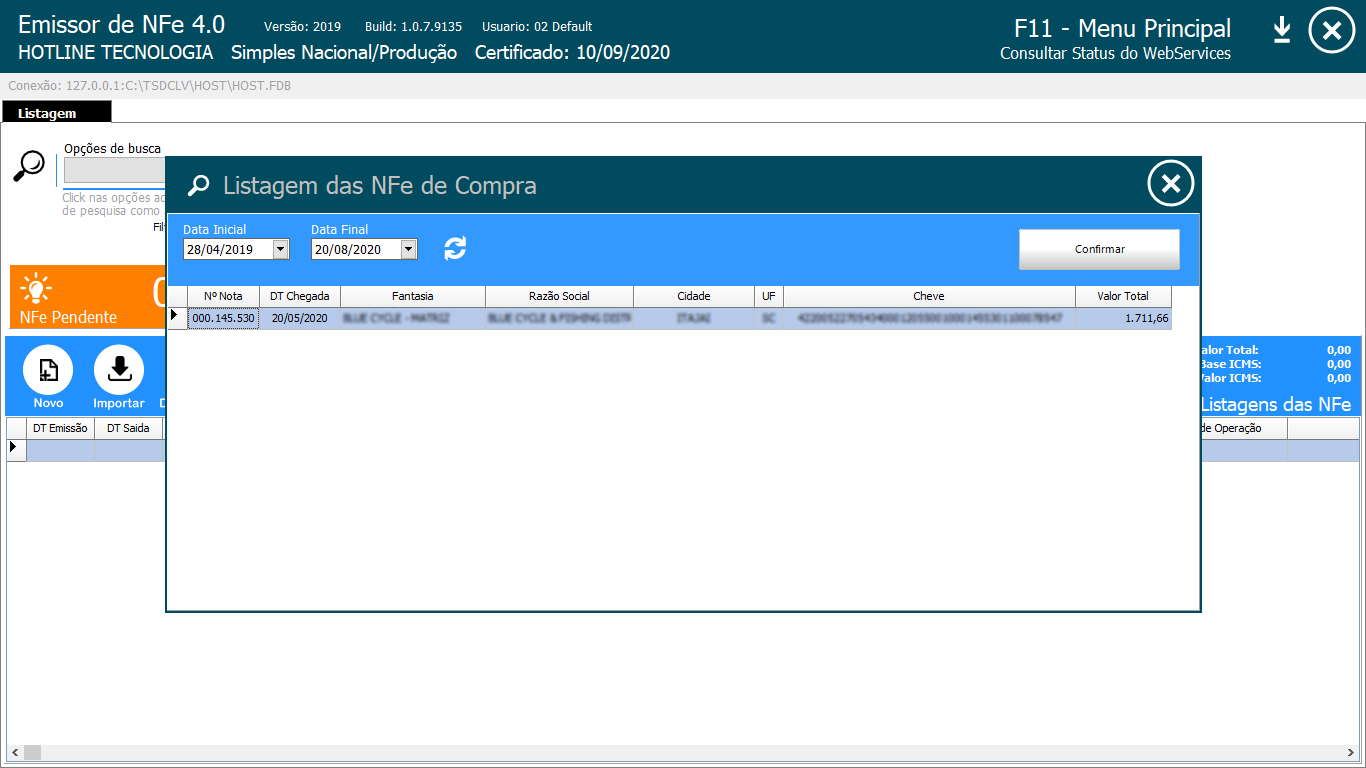 Emissor de NFe 4.0 Versão: 2019 Build: 1.0.7.9135 Usuario: 02 Default
HOTLINE TECNOLOGIA Simples Nacional/Produção Certificado: 10/09/2020
F11 - Menu Principal
Consultar Status do WebServices
Conexão: 127.0.0.1:C:\TSDCLV\HOST\HOST.FDB
Listagem
Opções de busca
Click nas opções ac
de pesquisa como
Fil
Listagem das NFe de Compra
Data Inicial Data Final
28/04/2019 20/08/2020
Confirmar
Nº Nota DT Chegada Fantasia Razão Social Cidade UF Cheve Valor Total
000.145.530 20/05/2020 BLUE CYCLE - MATRIZ BLUE CYCLE & FISHING DISTR ITAJAI SC 1.711,66
0
NFe Pendente
Novo Importar D
alor Total: 0,00
Base ICMS: 0,00
Valor ICMS: 0,00
Listagens das NFe
DT Emissão DT Saida de Operação